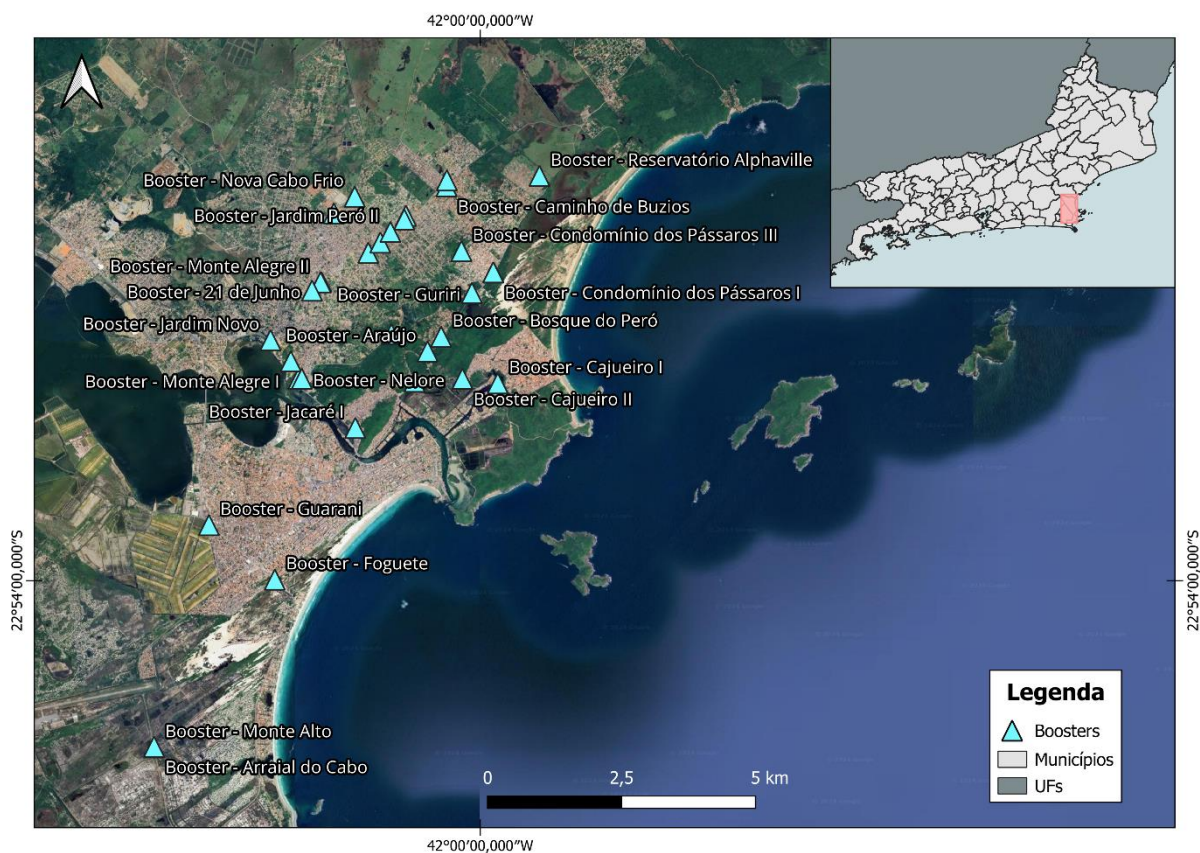 42°00′00,000″W
Booster - Reservatório Alphaville
Booster - Nova Cabo Frio
Booster - Caminho de Buzios
Booster - Jardim Peró II
Booster - Condomínio dos Pássaros III
Booster - Monte Alegre II
Booster - 21 de Junho
Booster - Guriri
Booster - Condomínio dos Pássaros I
Booster - Jardim Novo
Booster - Araújo
Booster - Bosque do Peró
Booster - Cajueiro I
Booster - Monte Alegre I
Booster - Nelore
Booster - Cajueiro II
Booster - Jacaré I
Booster - Guarani
Booster - Foguete
22°54′00,000″S
22°54′00,000″S
Booster - Monte Alto
Booster - Arraial do Cabo
0 2,5 5 km
Legenda
Boosters
Municípios
UFs
42°00′00,000″W